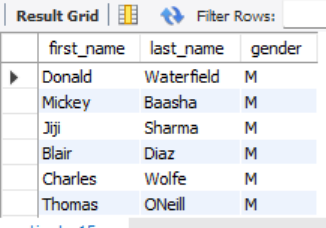 Result Grid Filter Rows:
first_name last_name gender
Donald Waterfield M
Mickey Baasha M
Jiji Sharma M
Blair Diaz M
Charles Wolfe M
Thomas ONeill M